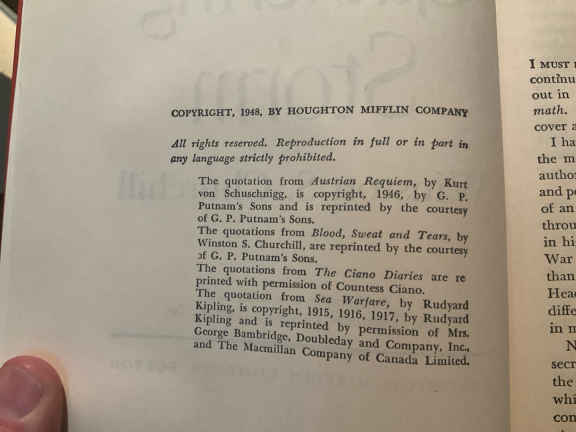 COPYRIGHT, 1948, BY HOUGHTON MIFFLIN COMPANY
All rights reserved. Reproduction in full or in part in
any language strictly prohibited.
The quotation from Austrian Requiem, by Kurt
von Schuschnigg, is copyright, 1946, by G. P.
Putnam's Sons and is reprinted by the courtesy
of G. P. Putnam's Sons.
The quotations from Blood, Sweat and Tears, by
Winston S. Churchill, are reprinted by the courtesy
of G. P. Putnam's Sons.
The quotations from The Ciano Diaries are re
printed with permission of Countess Ciano.
The quotation from Sea Warfare, by Rudyard
Kipling, is copyright, 1915, 1916, 1917, by Rudyard
Kipling and is reprinted by permission of Mrs.
George Bambridge, Doubleday and Company, Inc.,
and The Macmillan Company of Canada Limited.
I MUST
continu
out in
math.
cover a
I ha
the m
autho
and pe
of an
throu
in hi
War
than
Head
diffe
in m
N
secr
the
whi
con